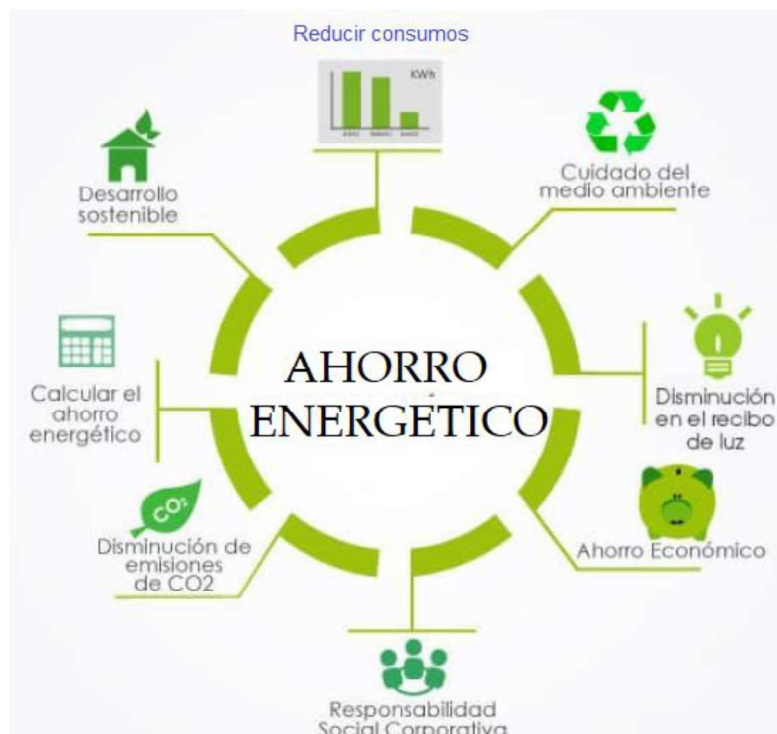 Reducir consumos
KWh
Cuidado del
medio ambiente
Disminución
en el recibo
de luz
Ahorro Económico
Responsabilidad
Social Corporativa
CO₂
Disminución de
emisiones
de CO2
Calcular el
ahorro
energético
Desarrollo
sostenible
AHORRO
ENERGETICO